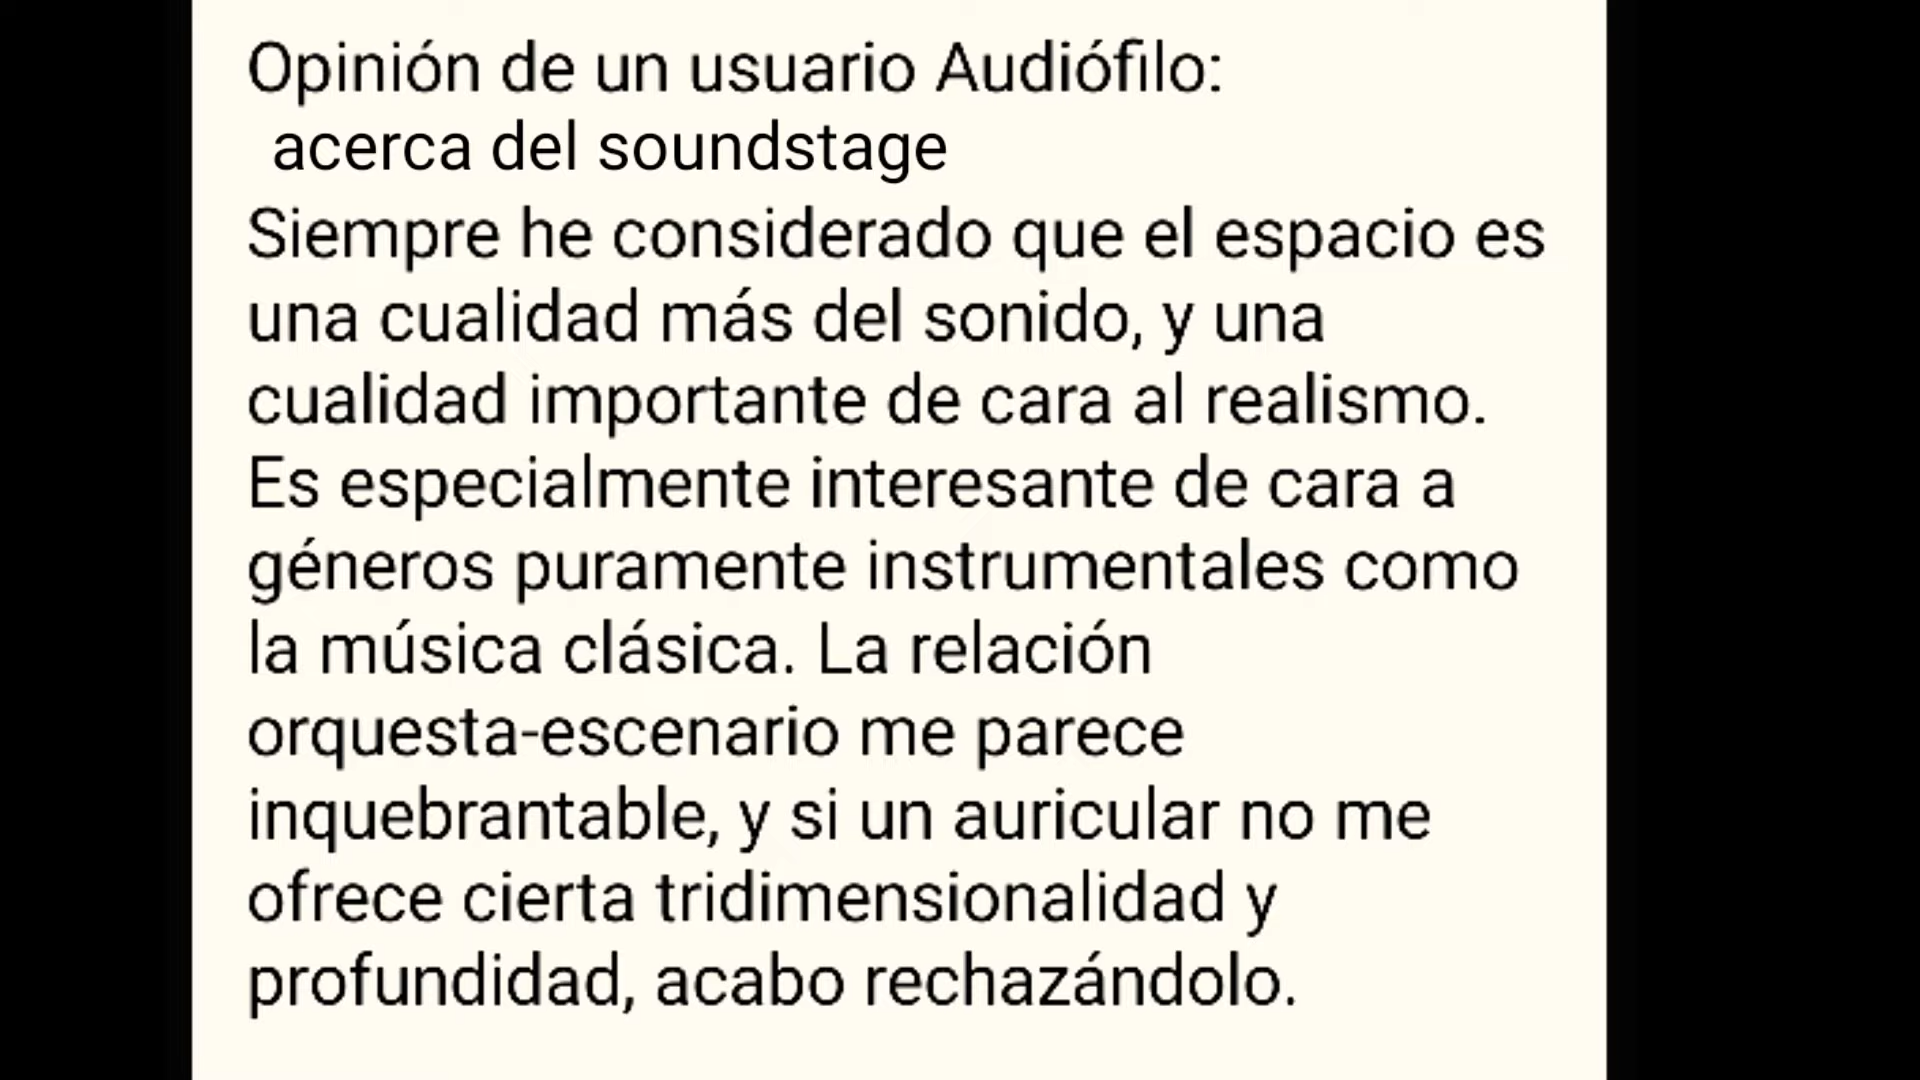 Opinión de un usuario Audiófilo:
acerca del soundstage
Siempre he considerado que el espacio es
una cualidad más del sonido, y una
cualidad importante de cara al realismo.
Es especialmente interesante de cara a
géneros puramente instrumentales como
la música clásica. La relación
orquesta-escenario me parece
inquebrantable, y si un auricular no me
ofrece cierta tridimensionalidad y
profundidad, acabo rechazándolo.